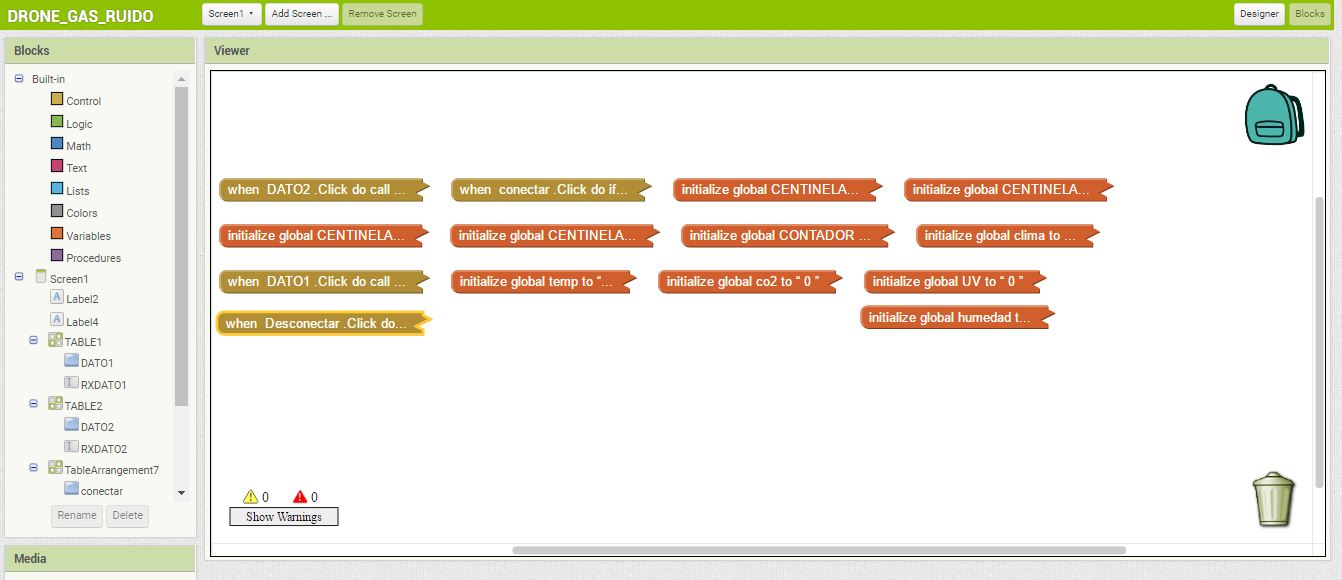 DRONE_GAS_RUIDO
Screen1
Add Screen ...
Remove Screen
Designer
Blocks
Blocks
Built-in
Control
Logic
Math
Text
Lists
Colors
Variables
Procedures
Screen1
Label2
Label4
TABLE1
DATO1
RXDATO1
TABLE2
DATO2
RXDATO2
TableArrangement7
conectar
Rename
Delete
Media
Viewer
when DATO2 .Click do call ...
when conectar .Click do if...
initialize global CENTINELA...
initialize global CENTINELA...
initialize global CENTINELA...
initialize global CENTINELA...
initialize global CONTADOR ...
initialize global clima to ...
when DATO1 .Click do call ...
initialize global temp to “...
initialize global co2 to “ 0 ”
initialize global UV to “ 0 ”
when Desconectar .Click do...
initialize global humedad t...
0
0
Show Warnings